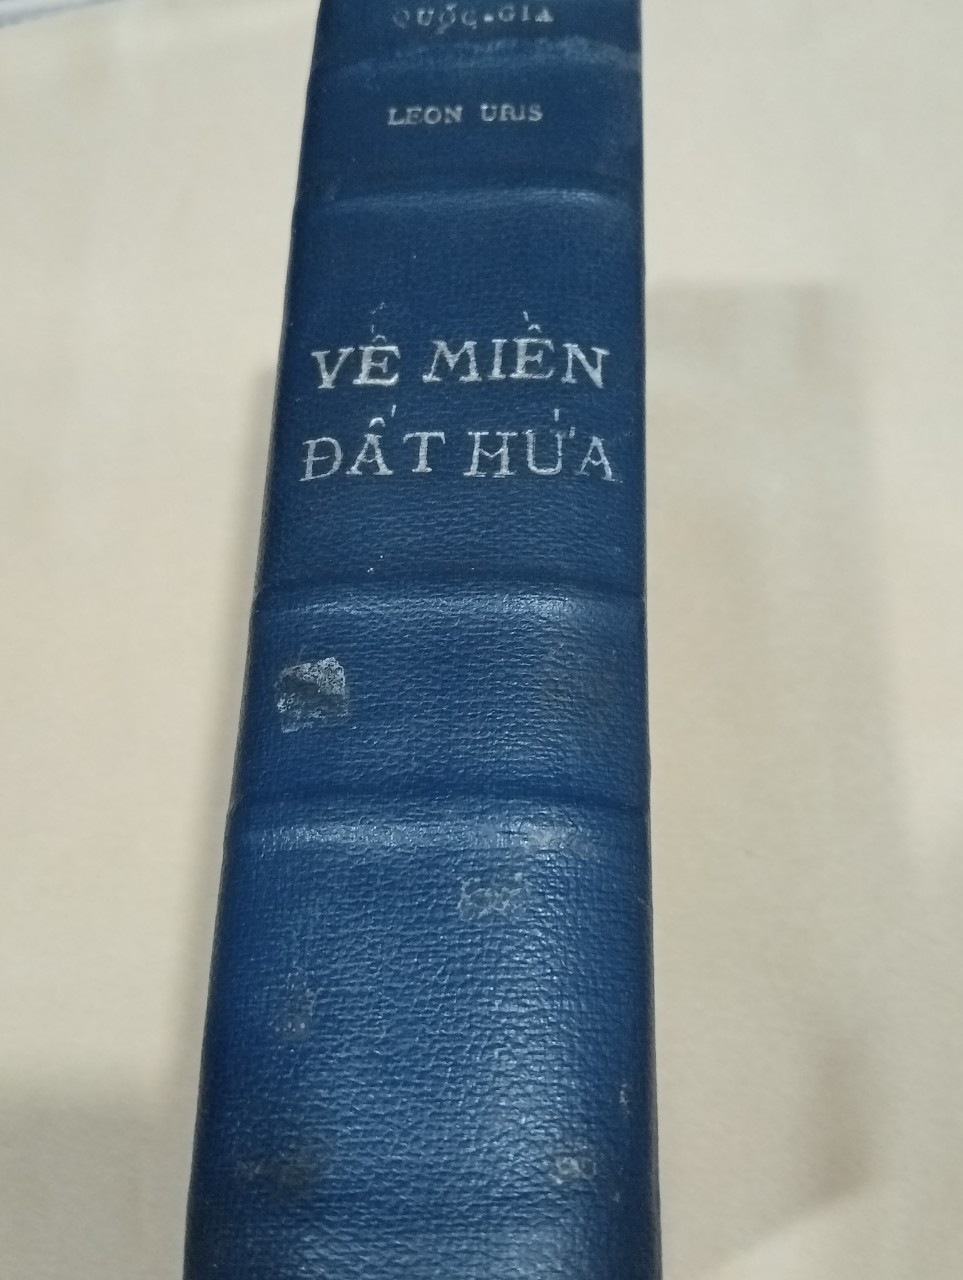 QUỐC-GIA
LEON URIS
VỀ MIỀN
ĐẤT HỨA